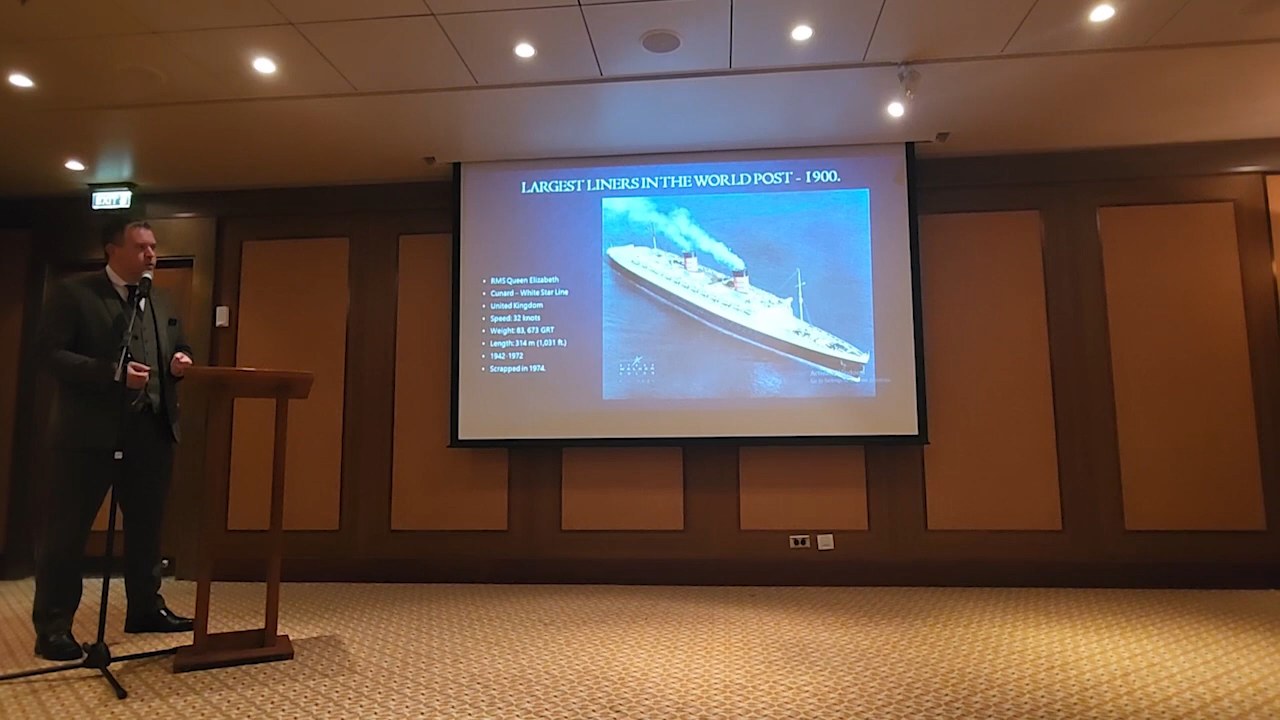 EXIT
LARGEST LINERS IN THE WORLD POST - 1900.
• RMS Queen Elizabeth
• Cunard - White Star Line
• United Kingdom
• Speed: 32 knots
• Weight: 83, 673 GRT
• Length: 314 m (1,031 ft.)
• 1942-1972
• Scrapped in 1974.